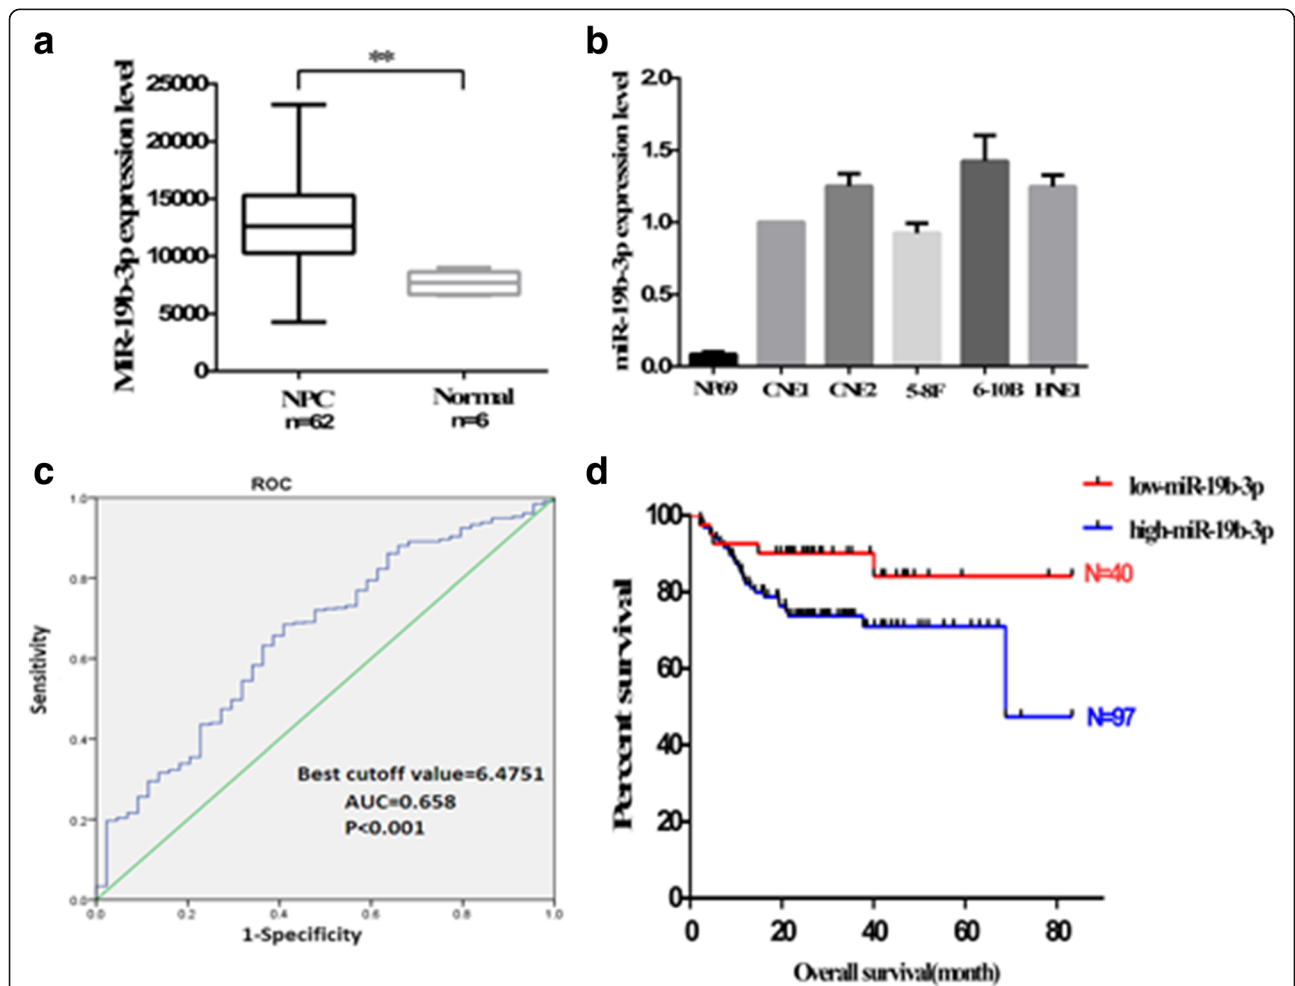 a
MiR-19b-3p expression level
**
25000
20000
15000
10000
5000
0
NPC
n=62
Normal
n=6
b
miR-19b-3p expression level
2.0
1.5
1.0
0.5
0.0
NP69
CNE1
CNE2
5-8F
6-10B
HNE1
c
ROC
Sensitivity
1.0
0.8
0.6
0.4
0.2
0.0
Best cutoff value=6.4751
AUC=0.658
P<0.001
0.0
0.2
0.4
0.6
0.8
1.0
1-Specificity
d
low-miR-19b-3p
high-miR-19b-3p
Percent survival
100
80
60
40
20
0
N=40
N=97
0
20
40
60
80
Overall survival(month)